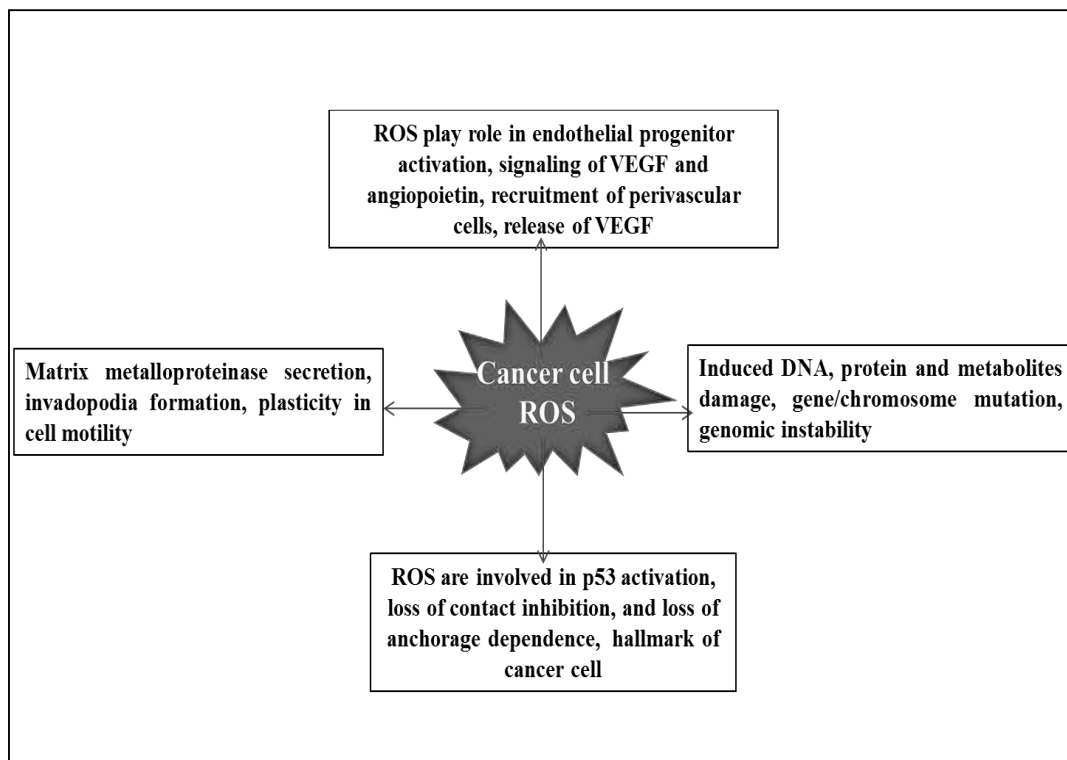 ROS play role in endothelial progenitor
activation, signaling of VEGF and
angiopoietin, recruitment of perivascular
cells, release of VEGF
Matrix metalloproteinase secretion,
invadopodia formation, plasticity in
cell motility
Cancer cell
ROS
Induced DNA, protein and metabolites
damage, gene/chromosome mutation,
genomic instability
ROS are involved in p53 activation,
loss of contact inhibition, and loss of
anchorage dependence, hallmark of
cancer cell